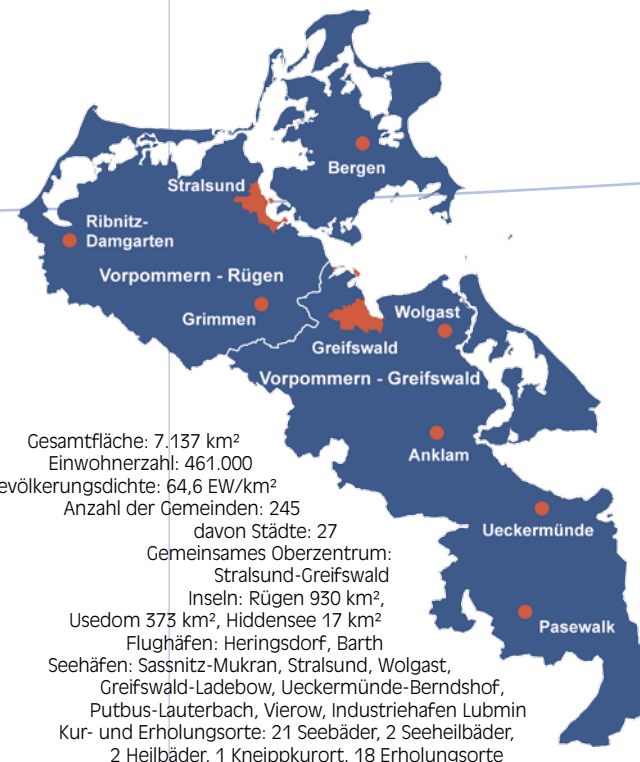 Bergen
Stralsund
Ribnitz-
Damgarten
Vorpommern - Rügen
Grimmen
Wolgast
Greifswald
Vorpommern - Greifswald
Anklam
Ueckermünde
Pasewalk
Gesamtfläche: 7.137 km²
Einwohnerzahl: 461.000
evölkerungsdichte: 64,6 EW/km²
Anzahl der Gemeinden: 245
davon Städte: 27
Gemeinsames Oberzentrum:
Stralsund-Greifswald
Inseln: Rügen 930 km²,
Usedom 373 km², Hiddensee 17 km²
Flughäfen: Heringsdorf, Barth
Seehäfen: Sassnitz-Mukran, Stralsund, Wolgast,
Greifswald-Ladebow, Ueckermünde-Berndshof,
Putbus-Lauterbach, Vierow, Industriehafen Lubmin
Kur- und Erholungsorte: 21 Seebäder, 2 Seeheilbäder,
2 Heilbäder, 1 Kneippkurort, 18 Erholungsorte